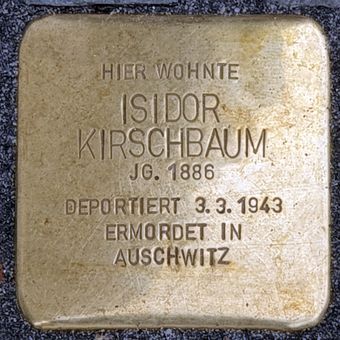 HIER WOHNTE
ISIDOR
KIRSCHBAUM
JG. 1886
DEPORTIERT 3.3.1943
ERMORDET IN
AUSCHWITZ